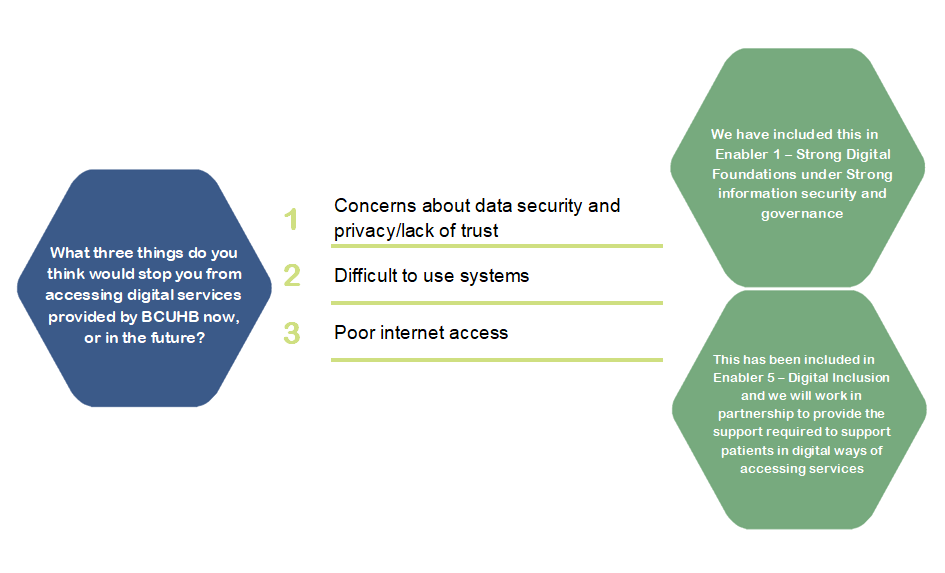 What three things do you
think would stop you from
accessing digital services
provided by BCUHB now,
or in the future?
1
Concerns about data security and
privacy/lack of trust
2
Difficult to use systems
3
Poor internet access
We have included this in
Enabler 1 – Strong Digital
Foundations under Strong
information security and
governance
This has been included in
Enabler 5 – Digital Inclusion
and we will work in
partnership to provide the
support required to support
patients in digital ways of
accessing services